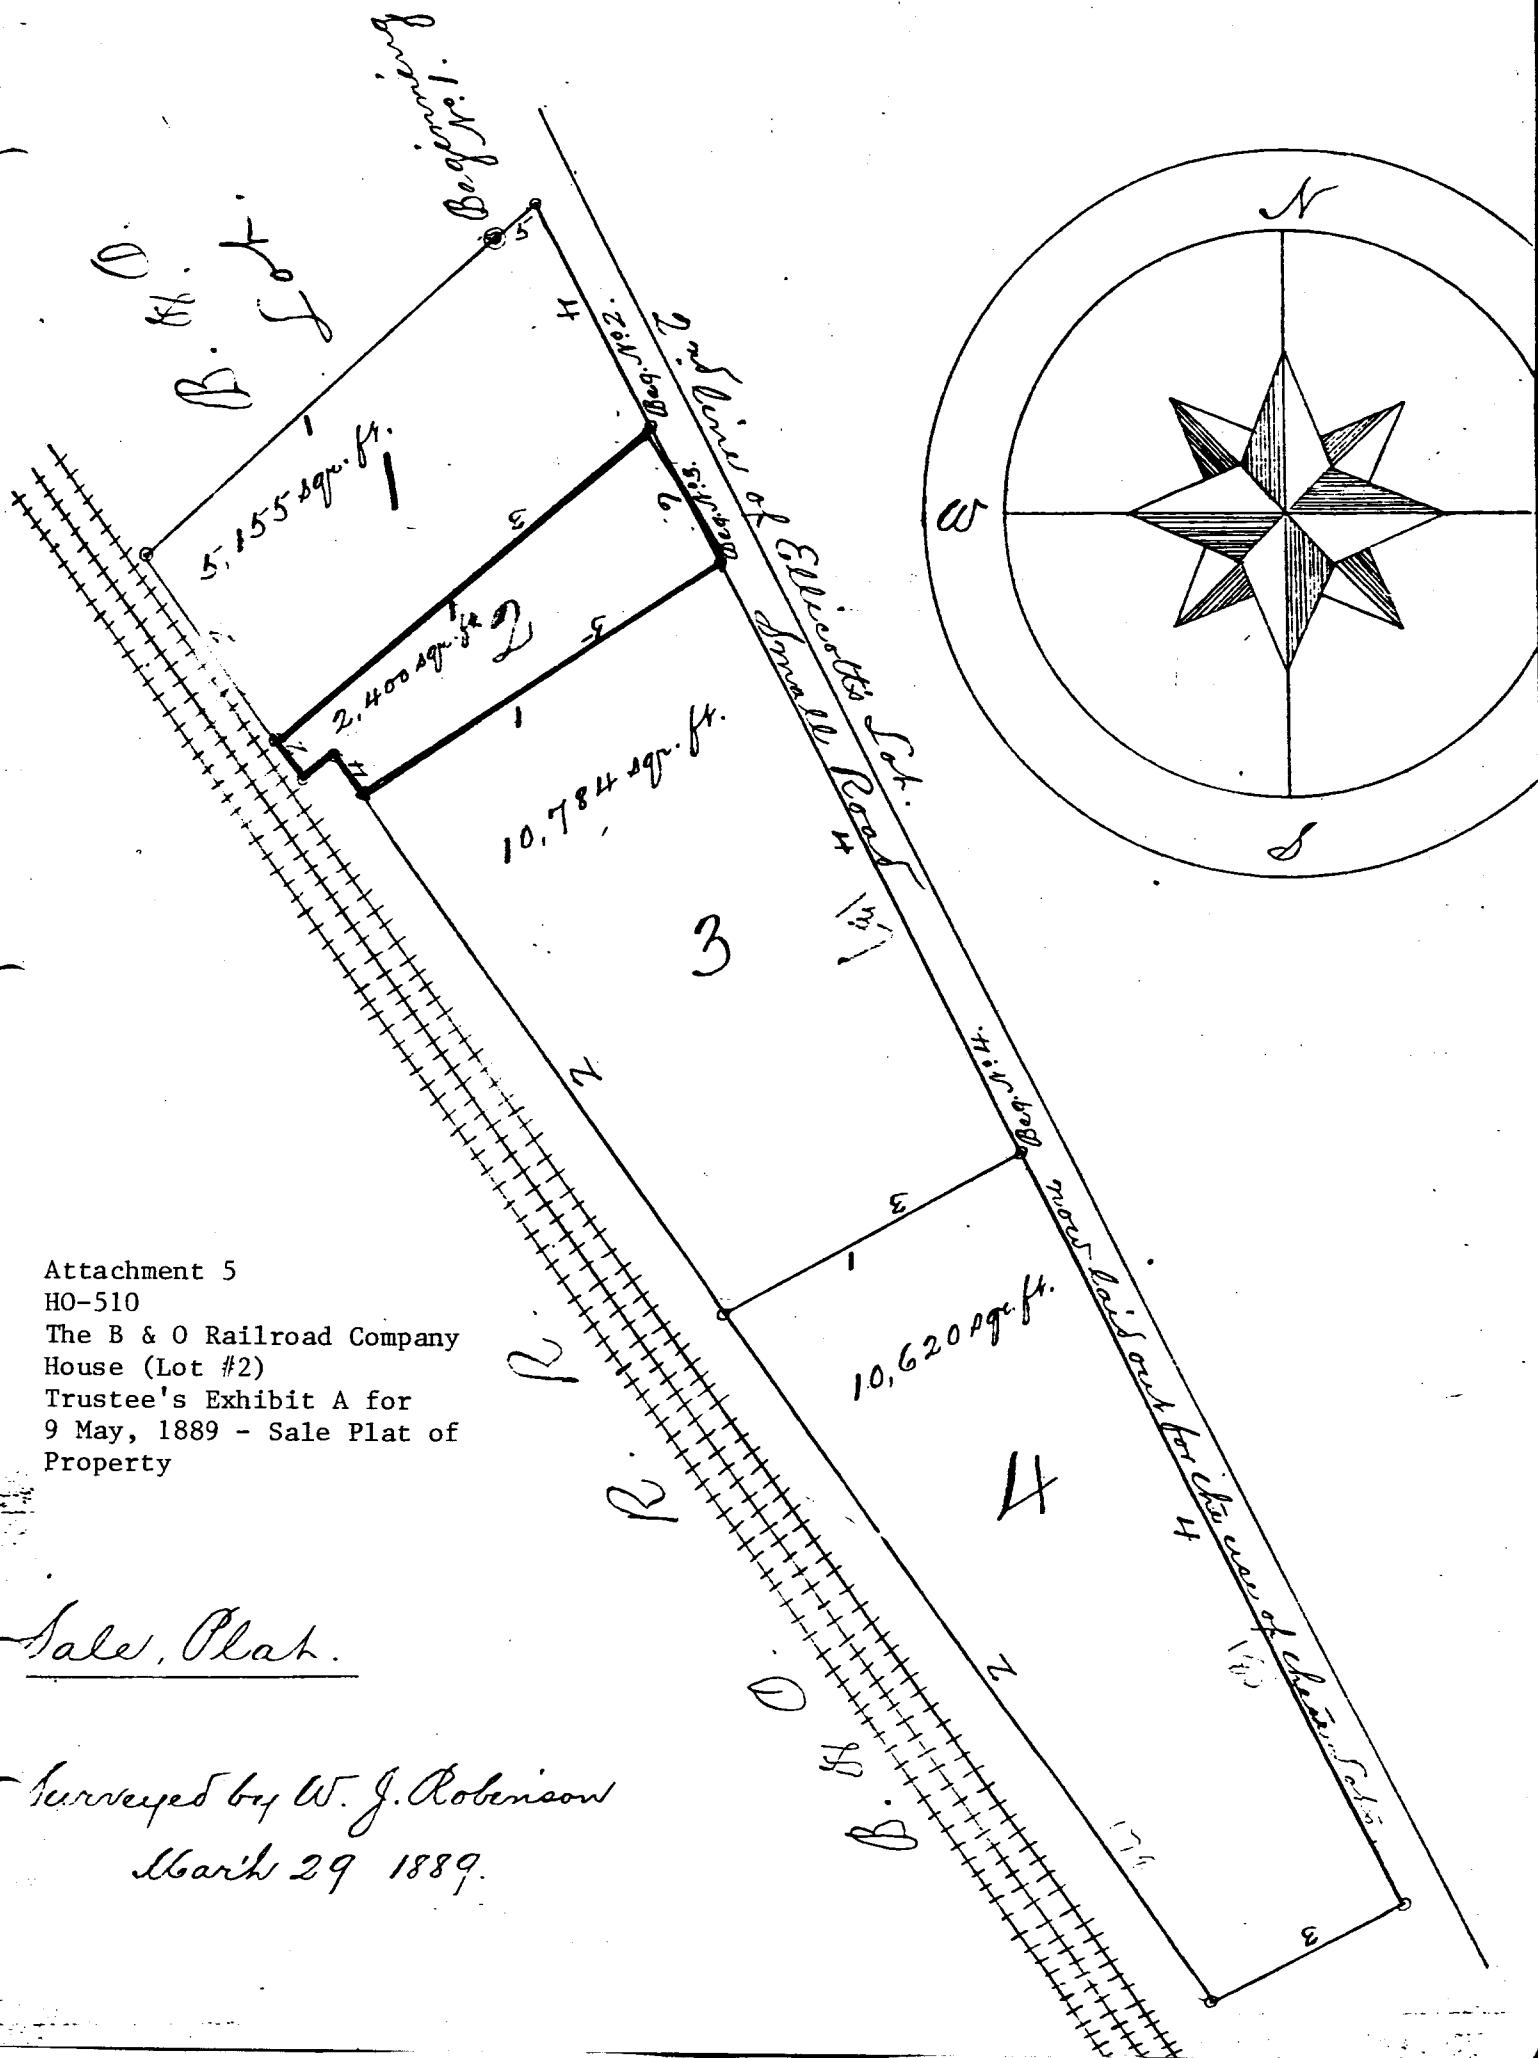 Beginning
No. 1.
B. & O.
Lot.
5
4
1
5,155 sqr. ft.
1
Beg. No. 2.
3
1
2,400 sqr. ft.
2
2
4
5
6
Beg. No. 3.
1
10,784 sqr. ft.
3
2
4
3
2nd line of Ellicott's Lot.
Small Road
now laid out for the use of these Lots.
Beg. No. 4.
1
10,620 sqr. ft.
4
2
4
3
B. & O. R. R.
N
W
S
Attachment 5
HO-510
The B & O Railroad Company
House (Lot #2)
Trustee's Exhibit A for
9 May, 1889 - Sale Plat of
Property
Sale, Plat.
Surveyed by W. J. Robinson
March 29 1889.